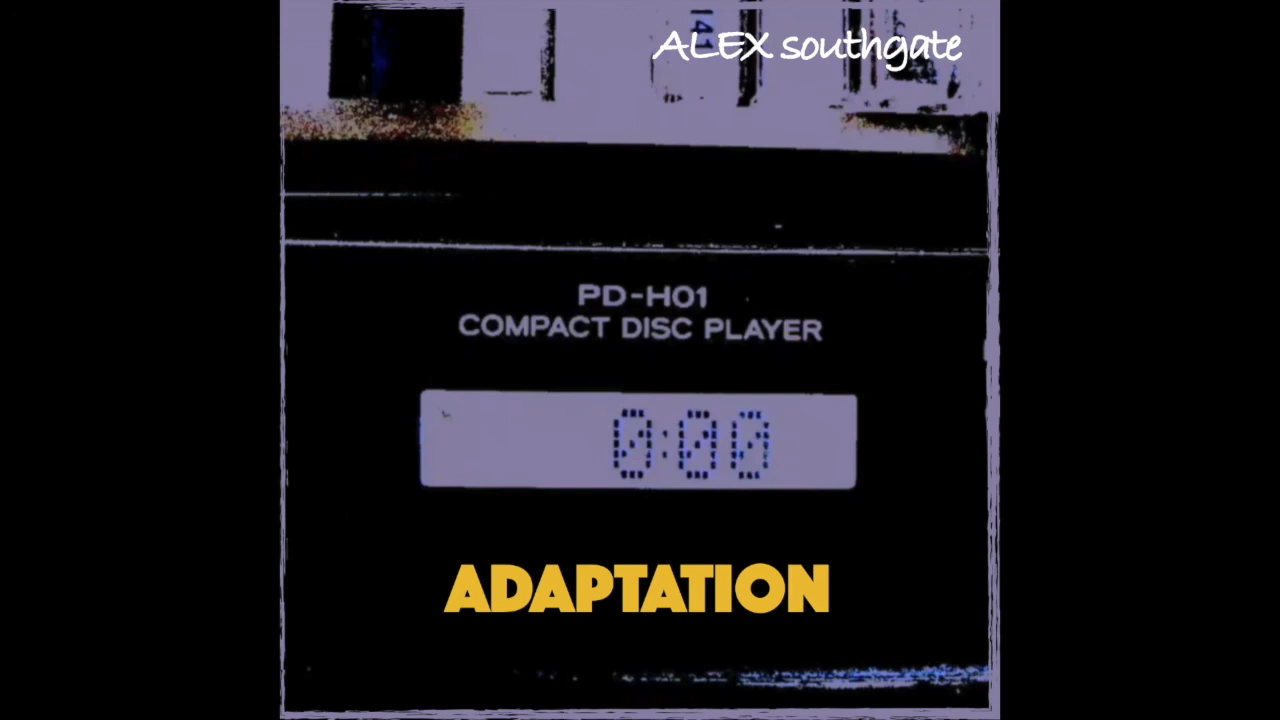 ALEX southgate
PD-H01
COMPACT DISC PLAYER
0:00
ADAPTATION